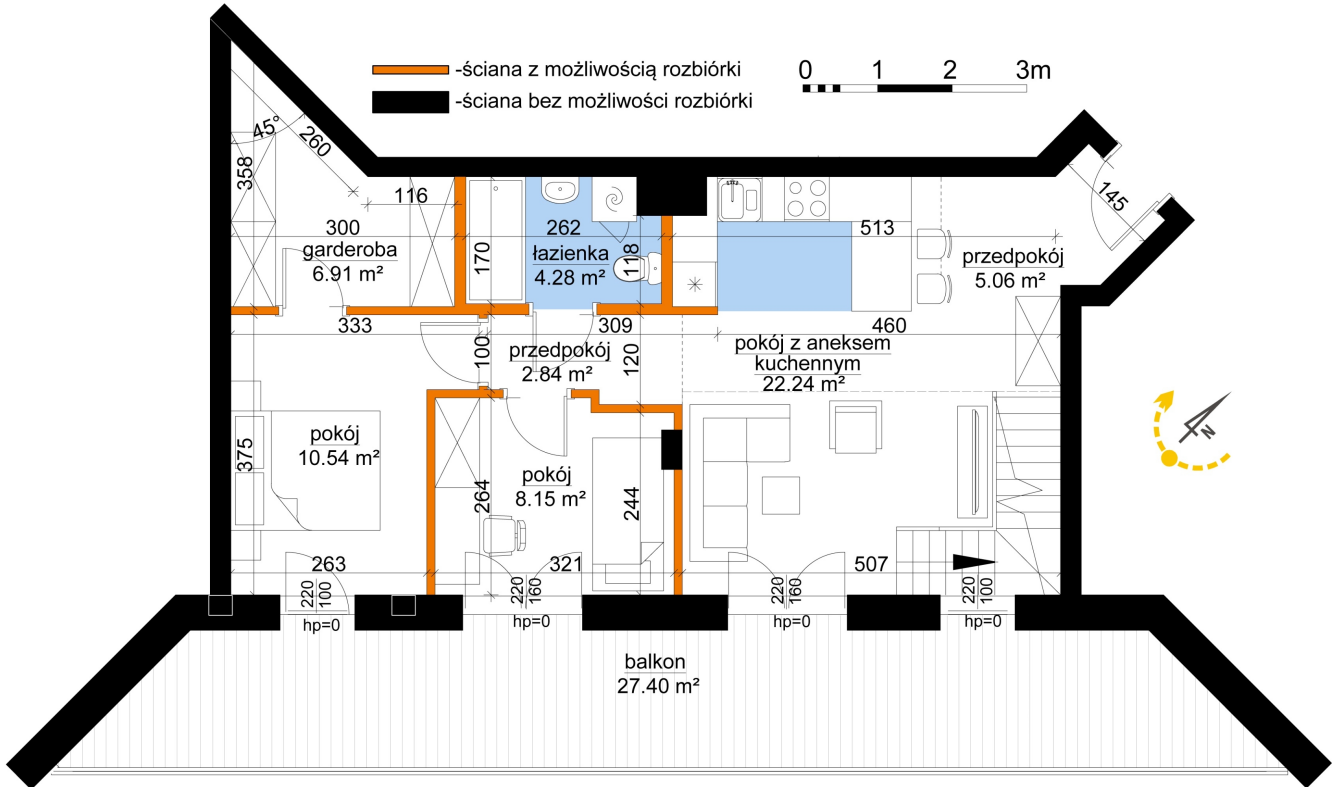 -ściana z możliwością rozbiórki
-ściana bez możliwości rozbiórki
0 1 2 3m
45°
260
358
116
145
300
garderoba
6.91 m²
170
262
łazienka
4.28 m²
118
513
przedpokój
5.06 m²
333
309
460
100
przedpokój
2.84 m²
120
pokój z aneksem
kuchennym
22.24 m²
N
375
pokój
10.54 m²
264
pokój
8.15 m²
244
263
321
507
220
100
hp=0
220
160
hp=0
220
160
hp=0
220
100
hp=0
balkon
27.40 m²